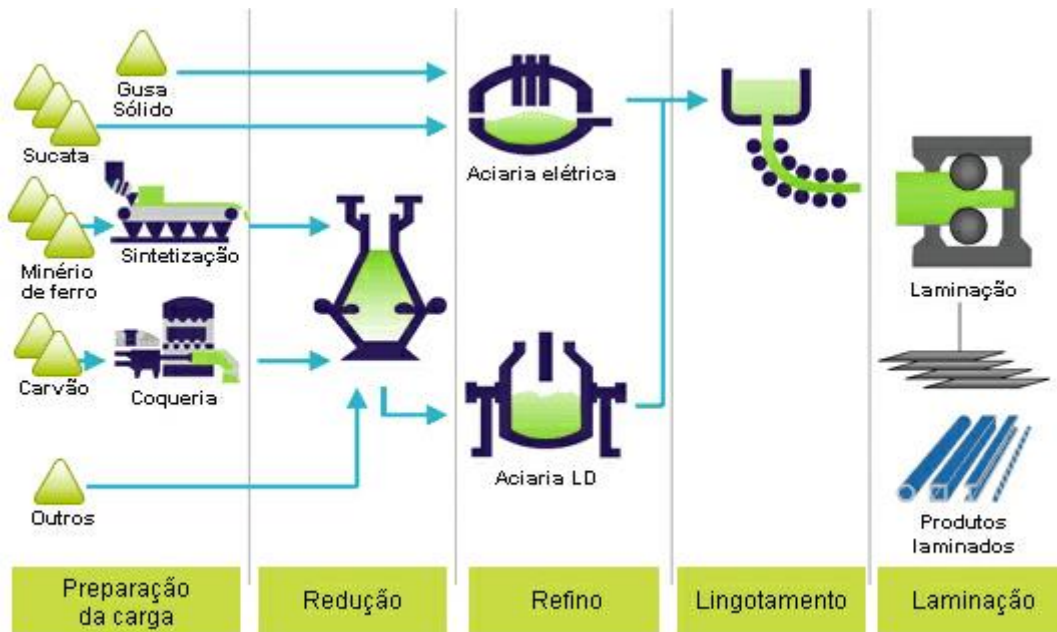 Gusa
Sólido
Sucata
Aciaria elétrica
Minério
de ferro
Sintetização
Laminação
Carvão
Coqueria
Aciaria LD
Outros
Produtos
laminados
Preparação
da carga
Redução
Refino
Lingotamento
Laminação